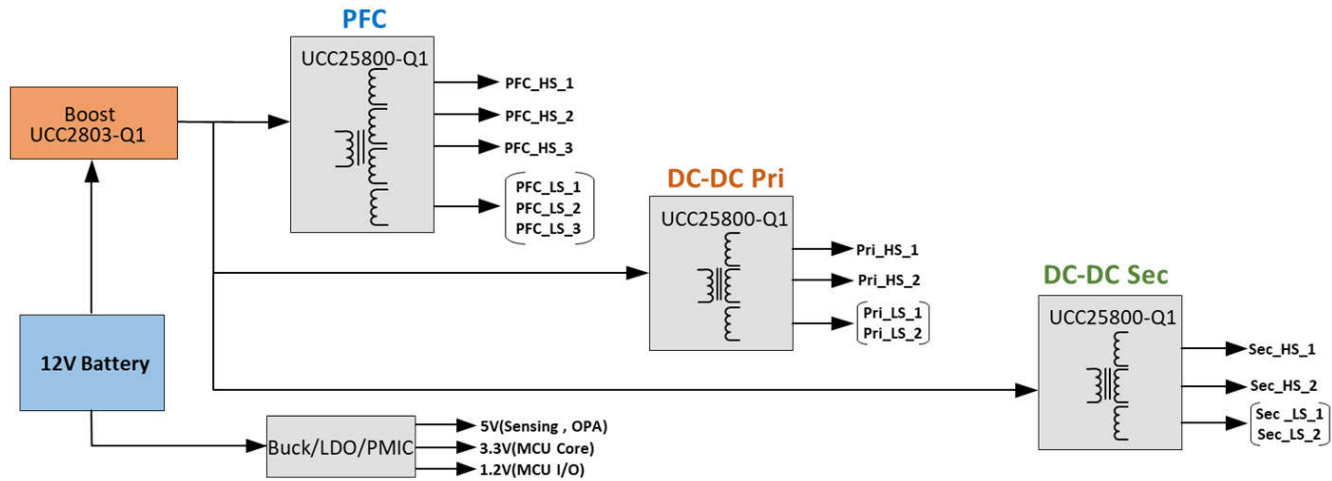 PFC
UCC25800-Q1
PFC_HS_1
PFC_HS_2
PFC_HS_3
PFC_LS_1
PFC_LS_2
PFC_LS_3
Boost
UCC2803-Q1
DC-DC Pri
UCC25800-Q1
Pri_HS_1
Pri_HS_2
Pri_LS_1
Pri_LS_2
DC-DC Sec
UCC25800-Q1
Sec_HS_1
Sec_HS_2
Sec _LS_1
Sec_LS_2
12V Battery
Buck/LDO/PMIC
5V(Sensing , OPA)
3.3V(MCU Core)
1.2V(MCU I/O)